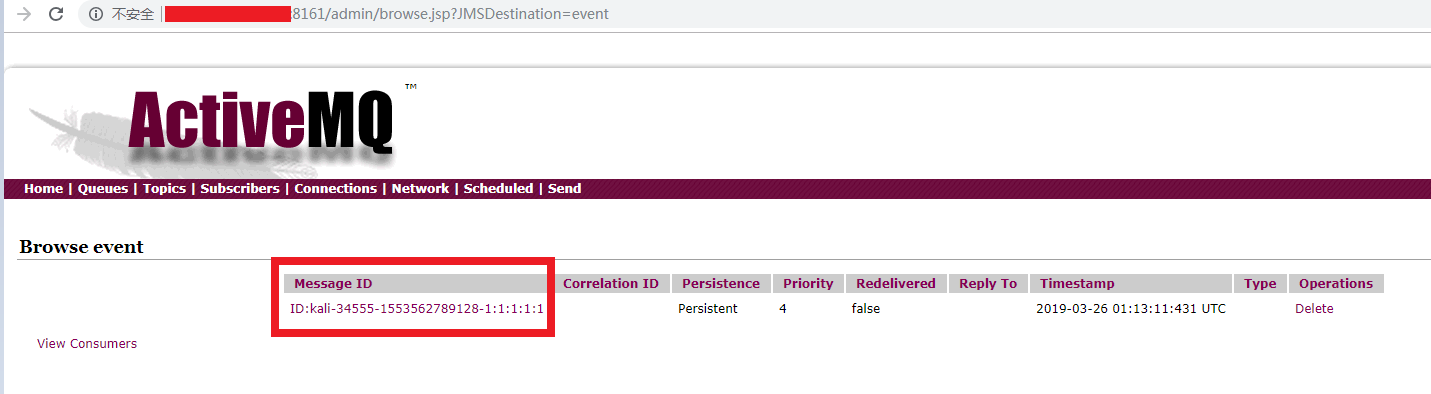 不安全 :8161/admin/browse.jsp?JMSDestination=event
ActiveMQ ™
Home | Queues | Topics | Subscribers | Connections | Network | Scheduled | Send
Browse event
Message ID Correlation ID Persistence Priority Redelivered Reply To Timestamp Type Operations
ID:kali-34555-1553562789128-1:1:1:1:1 Persistent 4 false 2019-03-26 01:13:11:431 UTC Delete
View Consumers